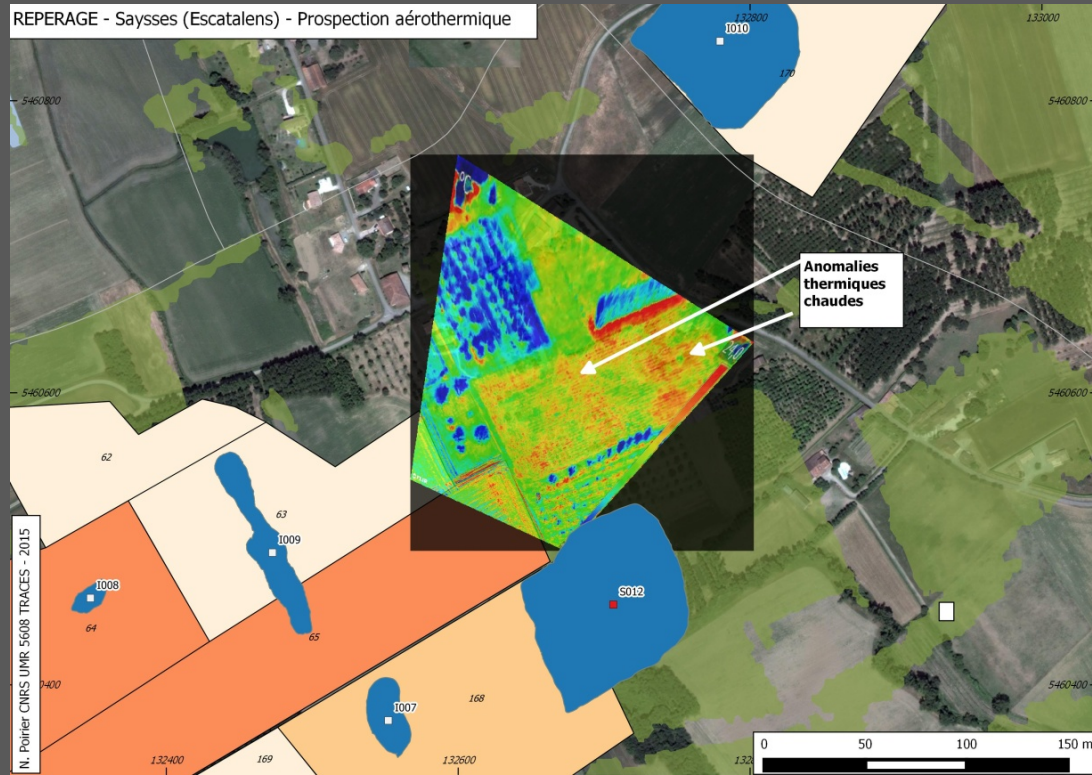 REPERAGE - Saysses (Escatalens) - Prospection aérothermique
132800
133000
I010
170
5460800
5460800
Anomalies
thermiques
chaudes
5460600
5460600
62
63
I009
I008
64
65
S012
N. Poirier CNRS UMR 5608 TRACES - 2015
5460400
I007
168
169
132400
132600
0 50 100 150 m